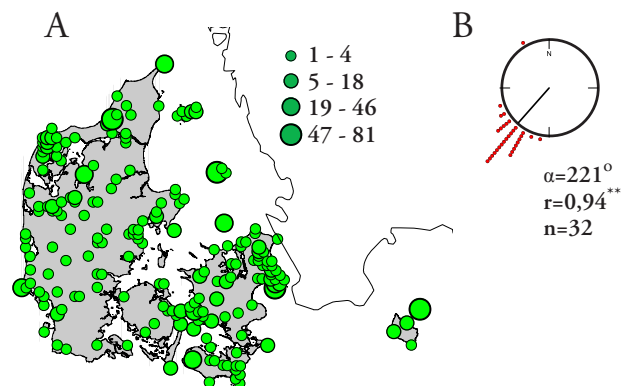 A
1 - 4
5 - 18
19 - 46
47 - 81
B
N
α=221°
r=0,94**
n=32